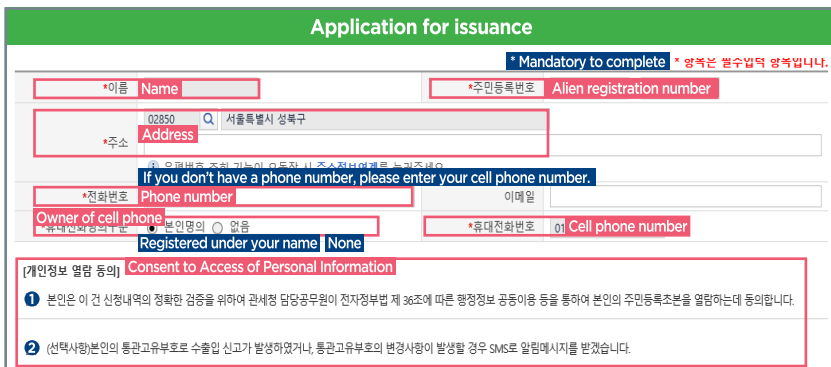 Application for issuance
* Mandatory to complete * 항목은 필수입력 항목입니다.
*이름 Name *주민등록번호 Alien registration number
02850 서울특별시 성북구
*주소 Address
If you don't have a phone number, please enter your cell phone number.
*전화번호 Phone number 이메일
Owner of cell phone
본인명의 없음 *휴대전화번호 01 Cell phone number
Registered under your name None
[개인정보 열람 동의] Consent to Access of Personal Information
1 본인은 이 건 신청내역의 정확한 검증을 위하여 관세청 담당공무원이 전자정부법 제 36조에 따른 행정정보 공동이용 등을 통하여 본인의 주민등록초본을 열람하는데 동의합니다.
2 (선택사항)본인의 통관고유부호로 수출입 신고가 발생하였거나, 통관고유부호의 변경사항이 발생할 경우 SMS로 알림메시지를 받겠습니다.